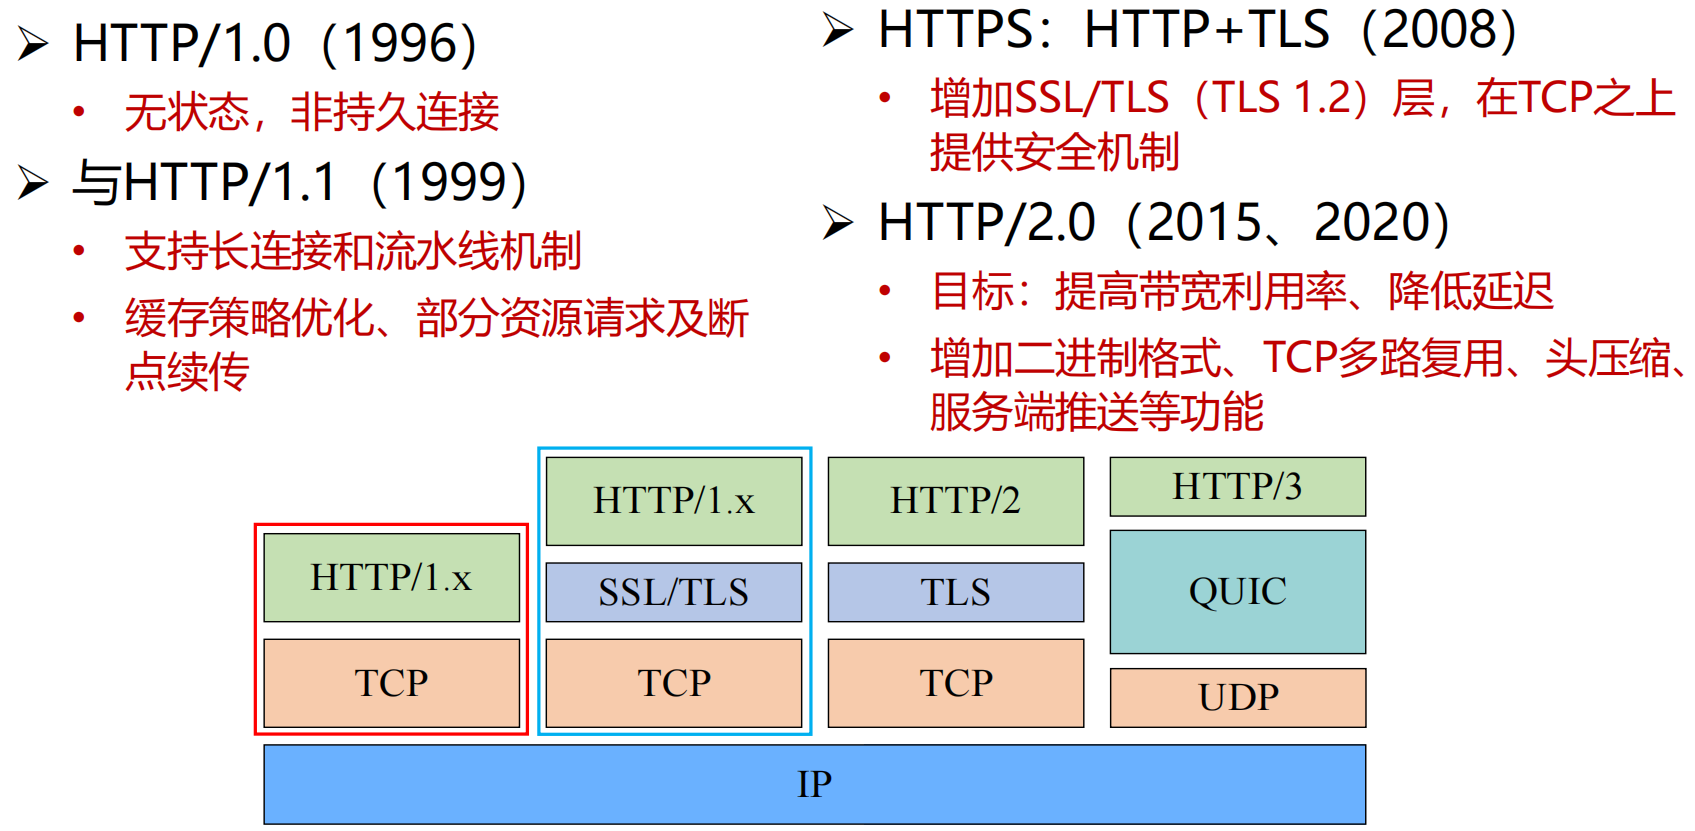 HTTP/1.0（1996）
无状态，非持久连接
与HTTP/1.1（1999）
支持长连接和流水线机制
缓存策略优化、部分资源请求及断
点续传
HTTPS：HTTP+TLS（2008）
增加SSL/TLS（TLS 1.2）层，在TCP之上
提供安全机制
HTTP/2.0（2015、2020）
目标：提高带宽利用率、降低延迟
增加二进制格式、TCP多路复用、头压缩、
服务端推送等功能
HTTP/1.x
TCP
HTTP/1.x
SSL/TLS
TCP
HTTP/2
TLS
TCP
HTTP/3
QUIC
UDP
IP